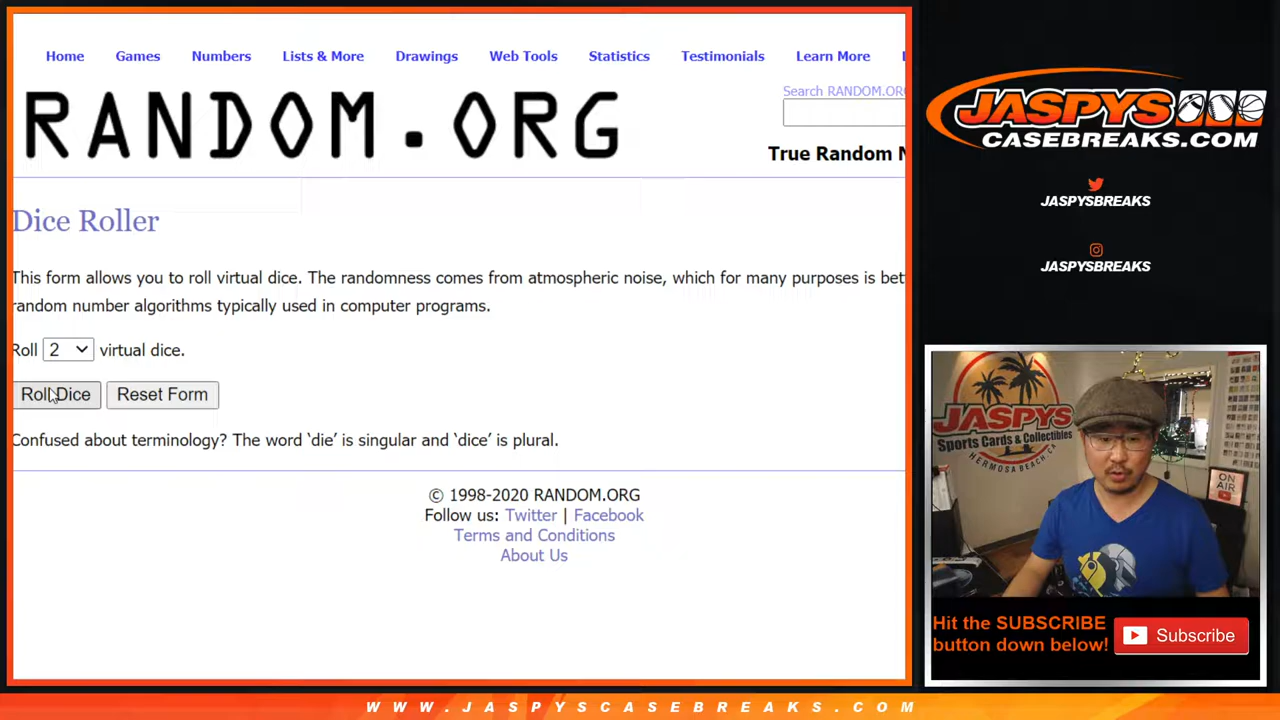 Home Games Numbers Lists & More Drawings Web Tools Statistics Testimonials Learn More
Search RANDOM.ORG
RANDOM.ORG
True Random N
Dice Roller
This form allows you to roll virtual dice. The randomness comes from atmospheric noise, which for many purposes is bet
random number algorithms typically used in computer programs.
Roll 2 virtual dice.
Roll Dice Reset Form
Confused about terminology? The word ‘die’ is singular and ‘dice’ is plural.
© 1998-2020 RANDOM.ORG
Follow us: Twitter | Facebook
Terms and Conditions
About Us
JASPYS
CASEBREAKS.COM
JASPYSBREAKS
JASPYSBREAKS
JASPYS
Sports Cards & Collectibles
HERMOSA BEACH, CA
ON
AIR
Hit the SUBSCRIBE
button down below!
Subscribe
WWW.JASPYSCASEBREAKS.COM